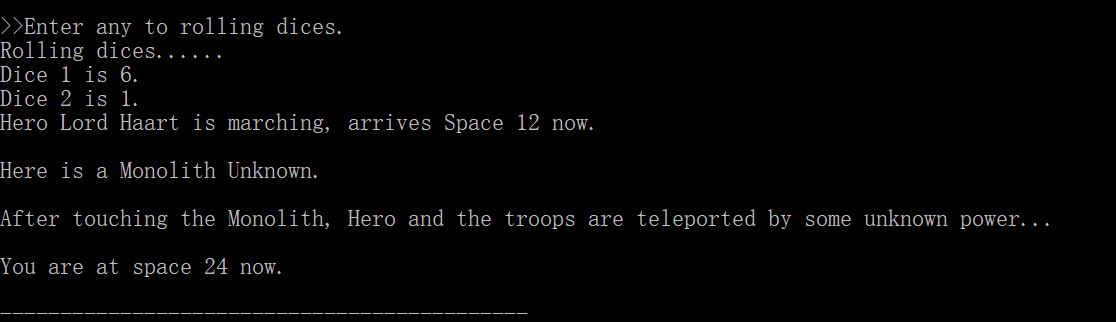 >>Enter any to rolling dices.
Rolling dices......
Dice 1 is 6.
Dice 2 is 1.
Hero Lord Haart is marching, arrives Space 12 now.
Here is a Monolith Unknown.
After touching the Monolith, Hero and the troops are teleported by some unknown power...
You are at space 24 now.
____________________________________________